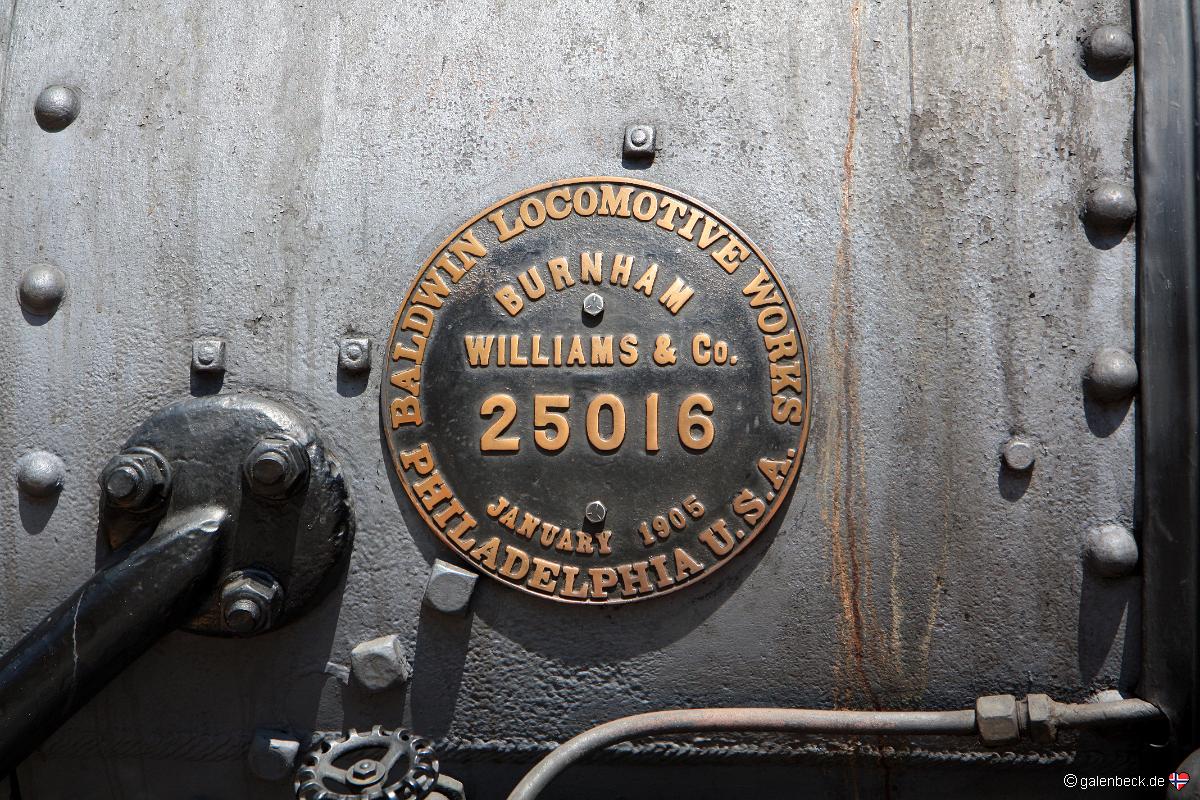 BALDWIN LOCOMOTIVE WORKS.
BURNHAM
WILLIAMS & Co.
25016
JANUARY 1905
PHILADELPHIA U.S.A.
© galenbeck.de